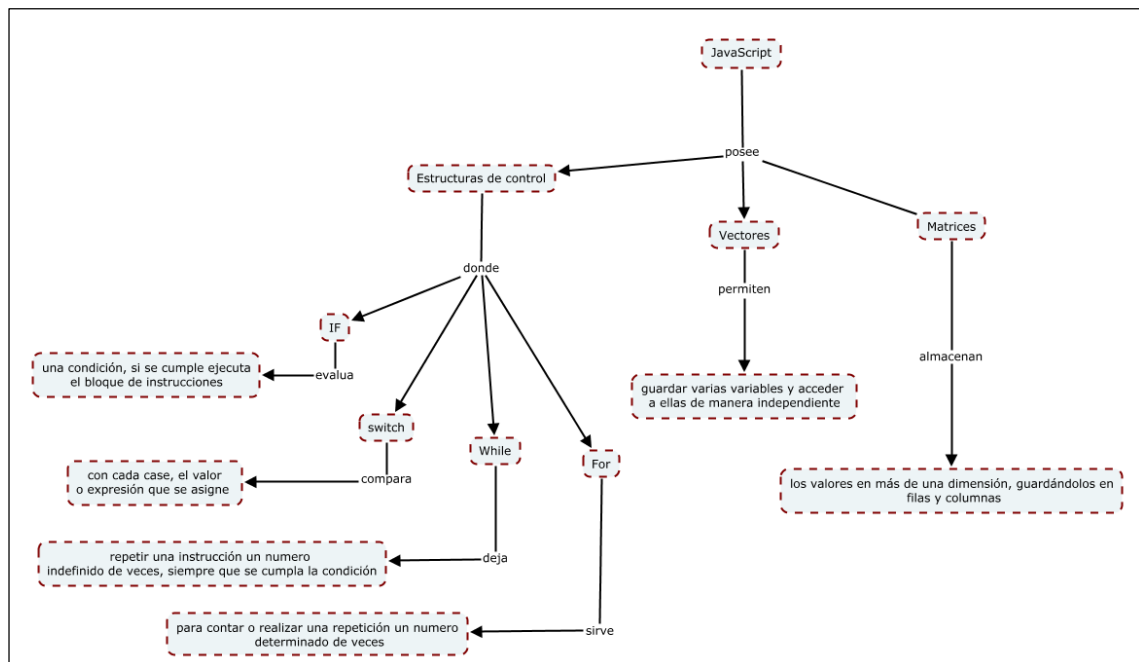 JavaScript
posee
Estructuras de control
Vectores
Matrices
donde
permiten
IF
almacenan
evalua
una condición, si se cumple ejecuta
el bloque de instrucciones
guardar varias variables y acceder
a ellas de manera independiente
switch
While
For
compara
con cada case, el valor
o expresión que se asigne
los valores en más de una dimensión, guardándolos en
filas y columnas
deja
repetir una instrucción un numero
indefinido de veces, siempre que se cumpla la condición
sirve
para contar o realizar una repetición un numero
determinado de veces